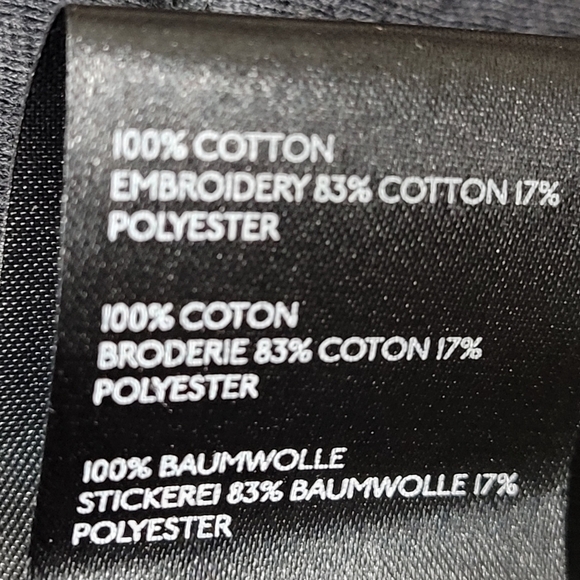 100% COTTON
EMBROIDERY 83% COTTON 17%
POLYESTER
100% COTON
BRODERIE 83% COTON 17%
POLYESTER
100% BAUMWOLLE
STICKEREI 83% BAUMWOLLE 17%
POLYESTER